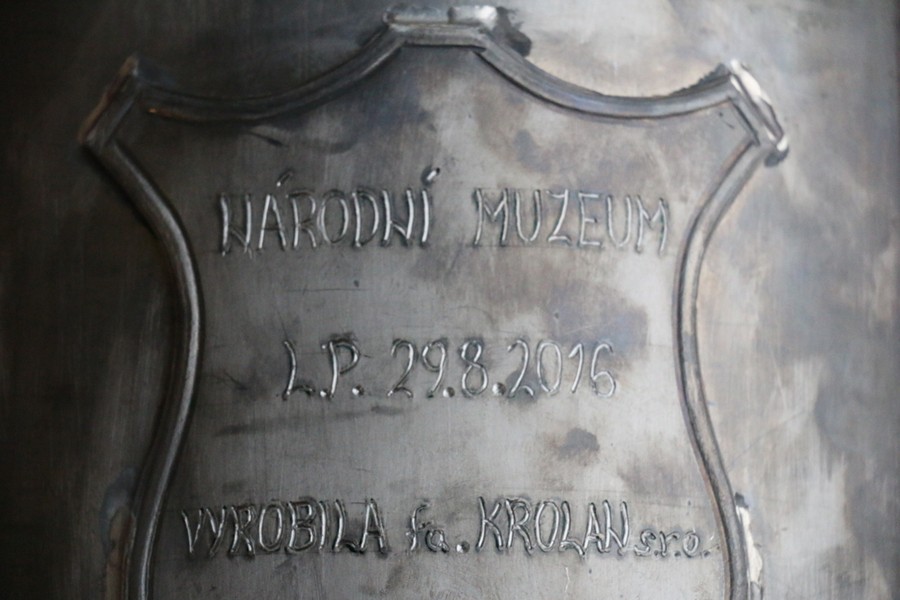 NÁRODNÍ MUZEUM
L.P. 29.8.2016
VYROBILA fa. KROLAN s.r.o.